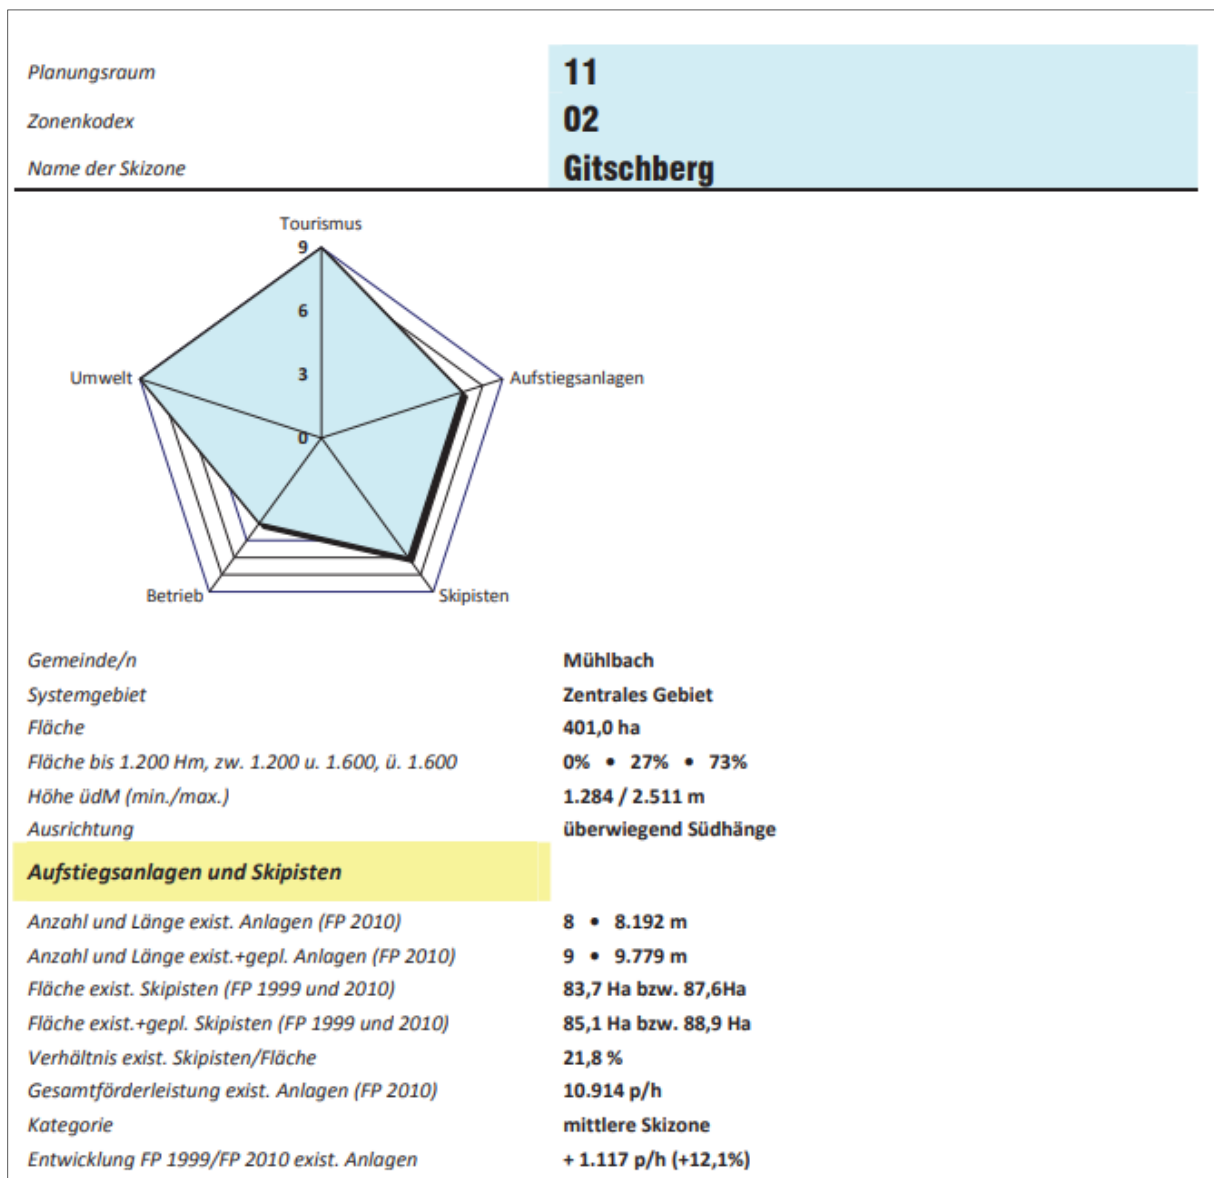 Planungsraum 11
Zonenkodex 02
Name der Skizone Gitschberg
Tourismus
9
6
Umwelt 3 Aufstiegsanlagen
0
Betrieb Skipisten
Gemeinde/n Mühlbach
Systemgebiet Zentrales Gebiet
Fläche 401,0 ha
Fläche bis 1.200 Hm, zw. 1.200 u. 1.600, ü. 1.600 0% • 27% • 73%
Höhe üdM (min./max.) 1.284 / 2.511 m
Ausrichtung überwiegend Südhänge
Aufstiegsanlagen und Skipisten
Anzahl und Länge exist. Anlagen (FP 2010) 8 • 8.192 m
Anzahl und Länge exist.+gepl. Anlagen (FP 2010) 9 • 9.779 m
Fläche exist. Skipisten (FP 1999 und 2010) 83,7 Ha bzw. 87,6Ha
Fläche exist.+gepl. Skipisten (FP 1999 und 2010) 85,1 Ha bzw. 88,9 Ha
Verhältnis exist. Skipisten/Fläche 21,8 %
Gesamtförderleistung exist. Anlagen (FP 2010) 10.914 p/h
Kategorie mittlere Skizone
Entwicklung FP 1999/FP 2010 exist. Anlagen + 1.117 p/h (+12,1%)